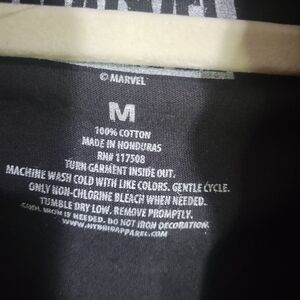 MARVEL
© MARVEL
M
100% COTTON
MADE IN HONDURAS
RN# 117508
TURN GARMENT INSIDE OUT.
MACHINE WASH COLD WITH LIKE COLORS. GENTLE CYCLE.
ONLY NON-CHLORINE BLEACH WHEN NEEDED.
TUMBLE DRY LOW. REMOVE PROMPTLY.
COOL IRON IF NEEDED. DO NOT IRON DECORATION.
WWW.HYBRIDAPPAREL.COM